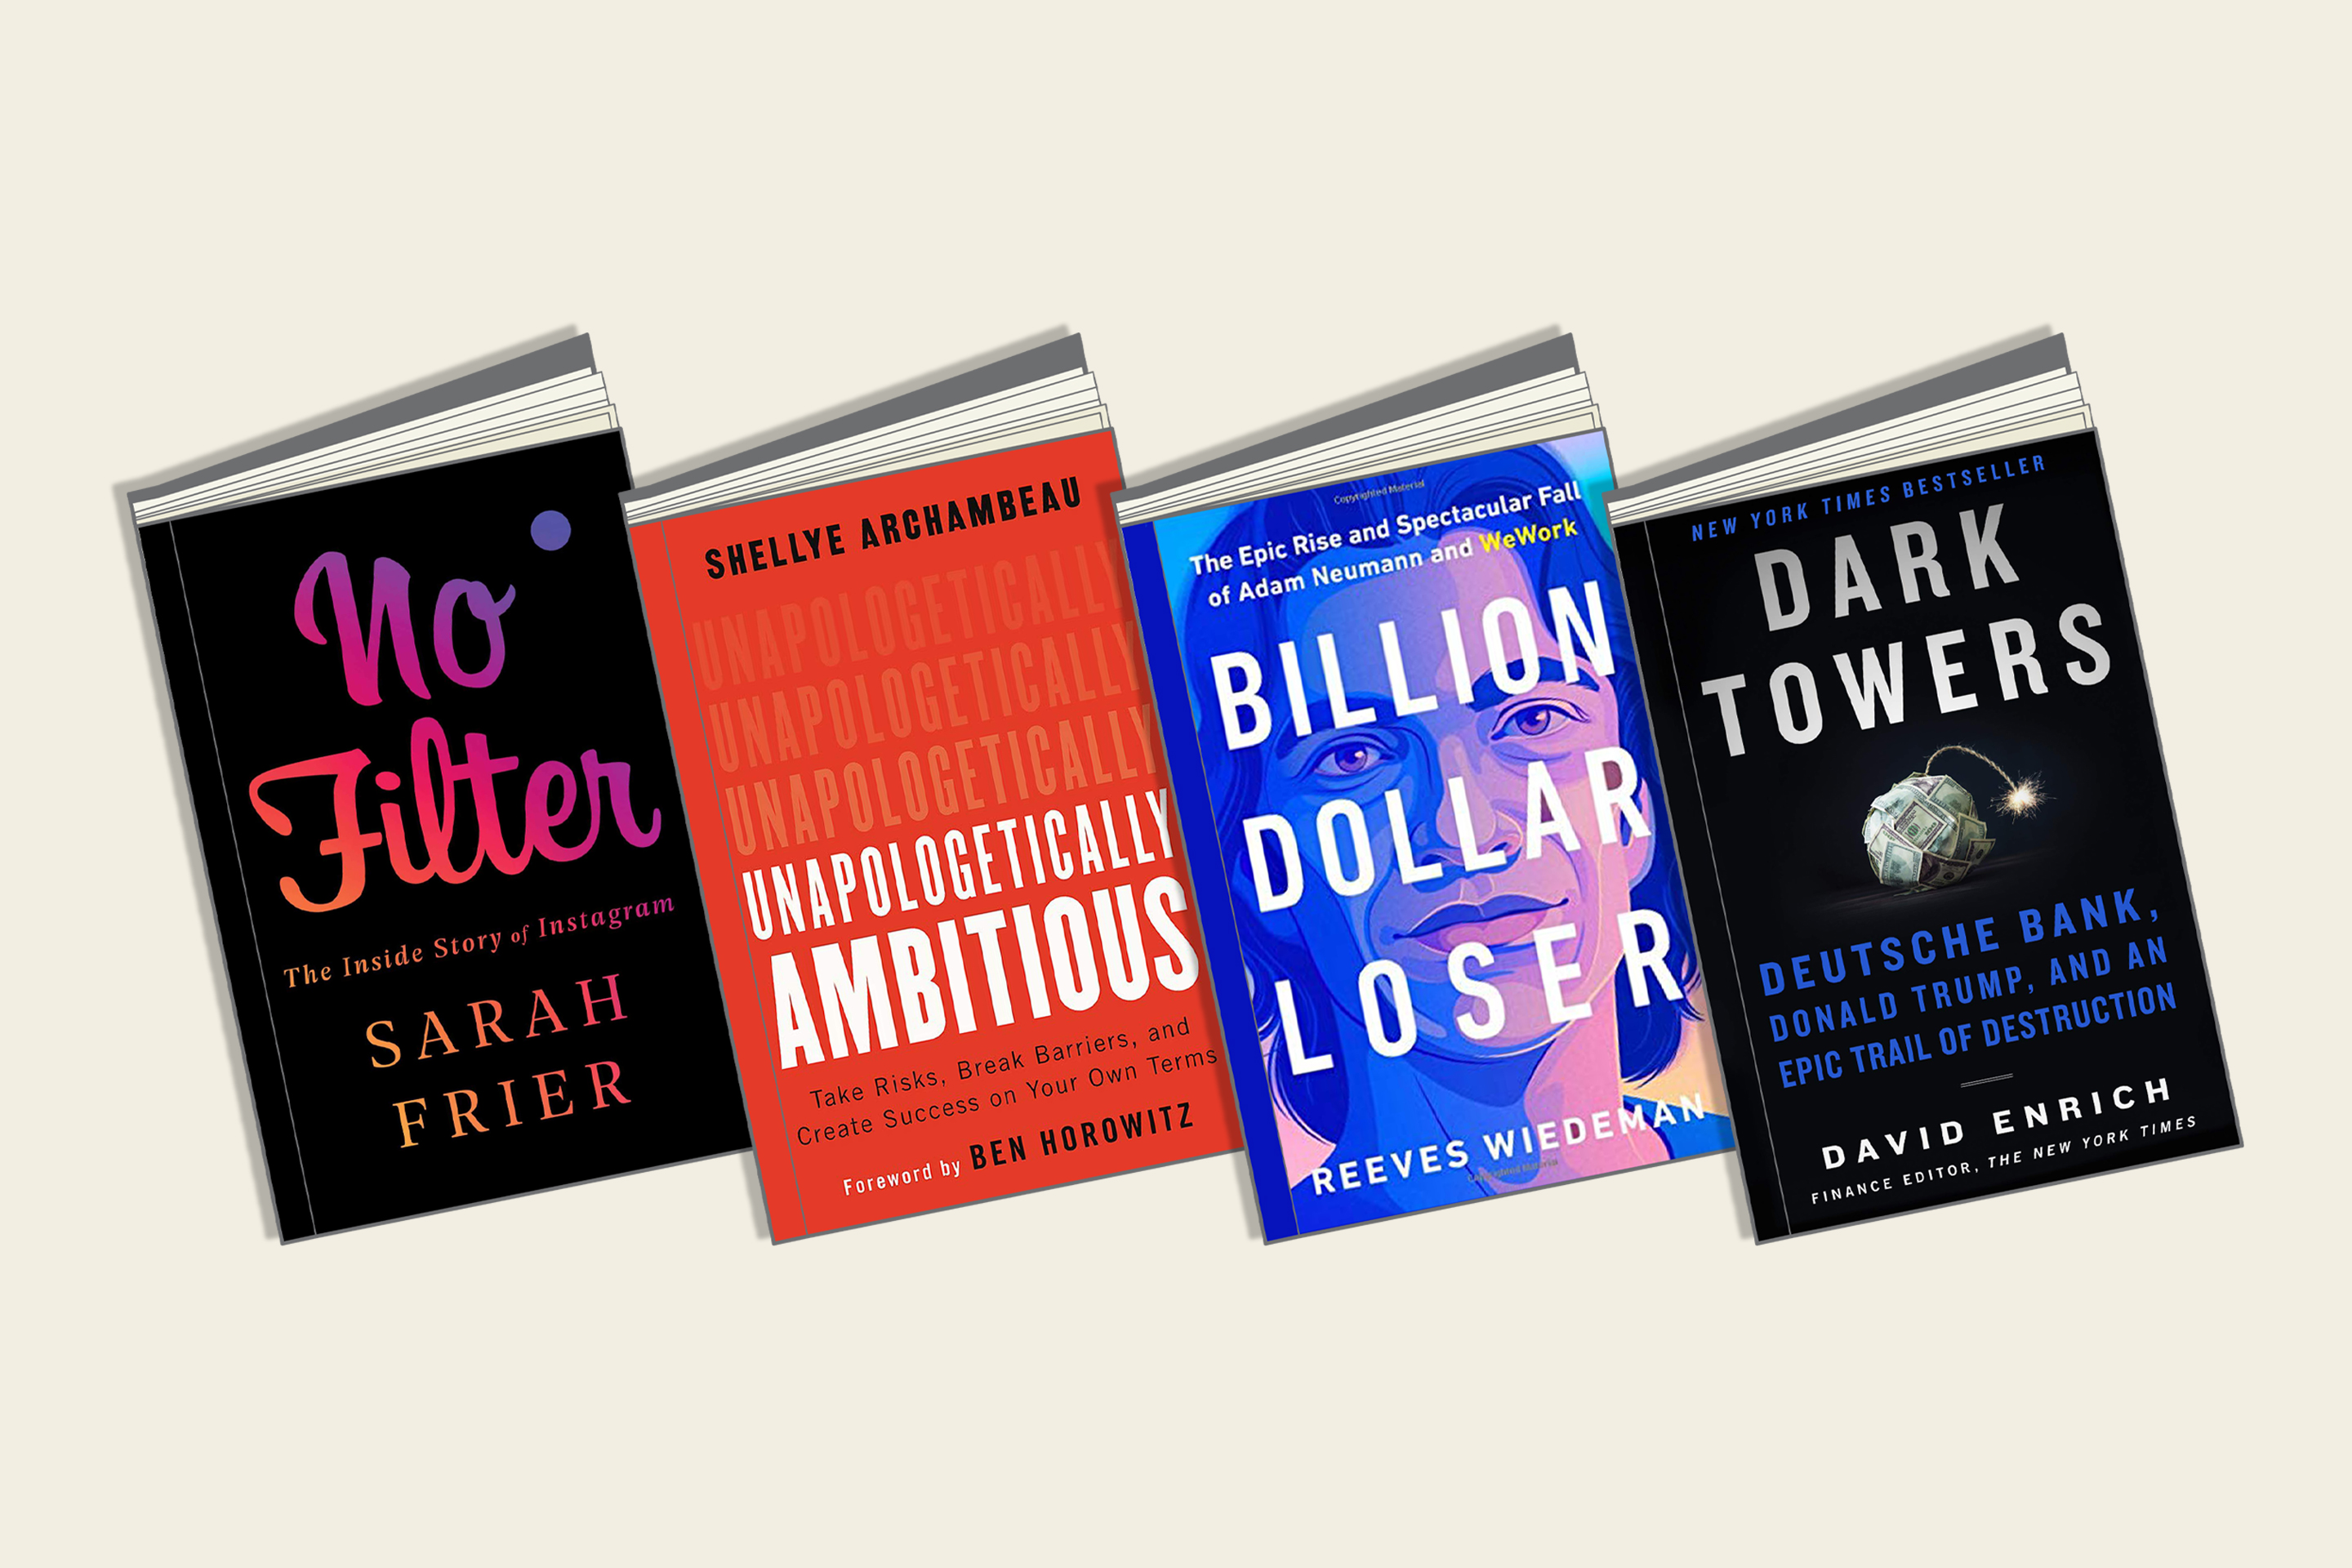 No
Filter
The Inside Story of Instagram
SARAH
FRIER
SHELLYE ARCHAMBEAU
UNAPOLOGETICALLY
UNAPOLOGETICALLY
UNAPOLOGETICALLY
UNAPOLOGETICALLY
AMBITIOUS
Take Risks, Break Barriers, and
Create Success on Your Own Terms
Foreword by BEN HOROWITZ
Copyrighted Material
The Epic Rise and Spectacular Fall
of Adam Neumann and WeWork
BILLION
DOLLAR
LOSER
REEVES WIEDEMAN
Copyrighted Material
NEW YORK TIMES BESTSELLER
DARK
TOWERS
DEUTSCHE BANK,
DONALD TRUMP, AND AN
EPIC TRAIL OF DESTRUCTION
DAVID ENRICH
FINANCE EDITOR, THE NEW YORK TIMES